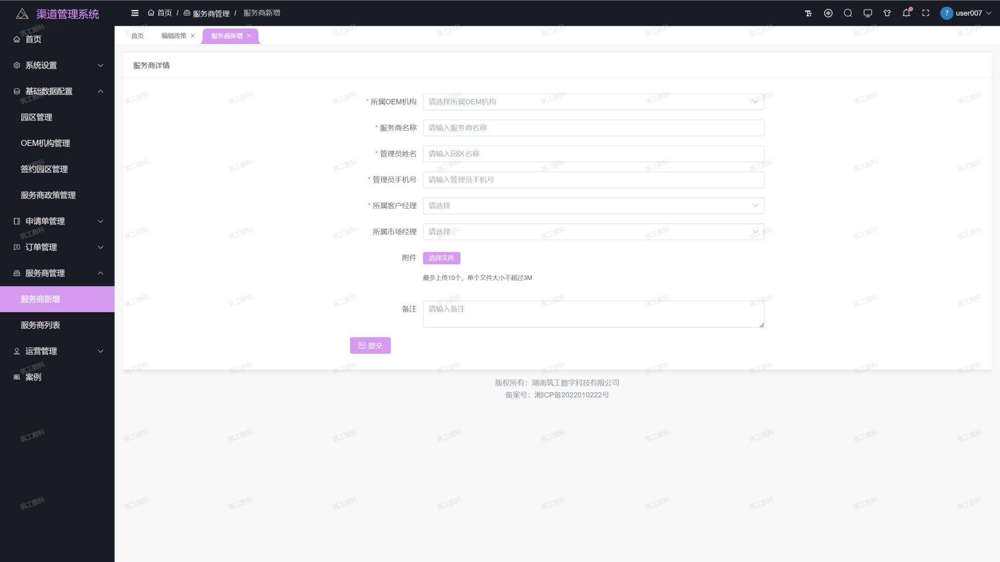 渠道管理系统
首页 / 服务商管理 / 服务商新增
user007
首页
系统设置
基础数据配置
园区管理
OEM机构管理
签约园区管理
服务商政策管理
申请单管理
订单管理
服务商管理
服务商新增
服务商列表
运营管理
案例
首页 编辑政策 × 服务商新增 ×
服务商详情
* 所属OEM机构 请选择所属OEM机构
* 服务商名称 请输入服务商名称
* 管理员姓名 请输入园区名称
* 管理员手机号 请输入管理员手机号
* 所属客户经理 请选择
所属市场经理 请选择
附件 选择文件
最多上传10个，单个文件大小不超过3M
备注 请输入备注
提交
版权所有：湖南筑工数字科技有限公司
备案号：湘ICP备2022010222号
筑工数科